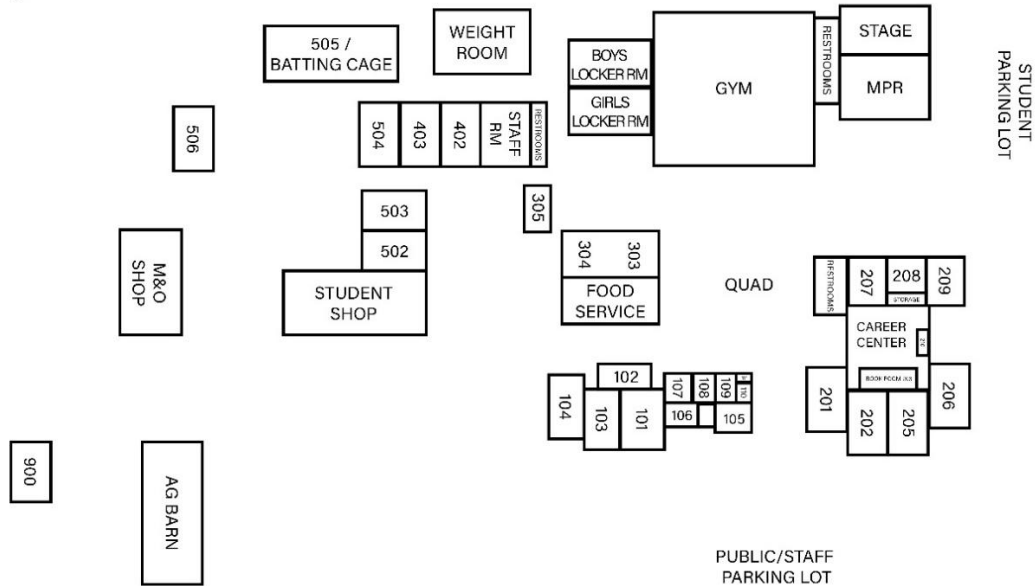 505 /
BATTING CAGE
WEIGHT
ROOM
BOYS
LOCKER RM
GIRLS
LOCKER RM
GYM
RESTROOMS
STAGE
MPR
STUDENT
PARKING LOT
506
504
403
402
STAFF
RM
RESTROOMS
503
502
STUDENT
SHOP
305
304
303
FOOD
SERVICE
QUAD
M&O
SHOP
RESTROOMS
207
208
STORAGE
209
CAREER
CENTER
201
202
205
206
104
102
103
101
107
108
109
110
106
105
900
AG BARN
PUBLIC/STAFF
PARKING LOT